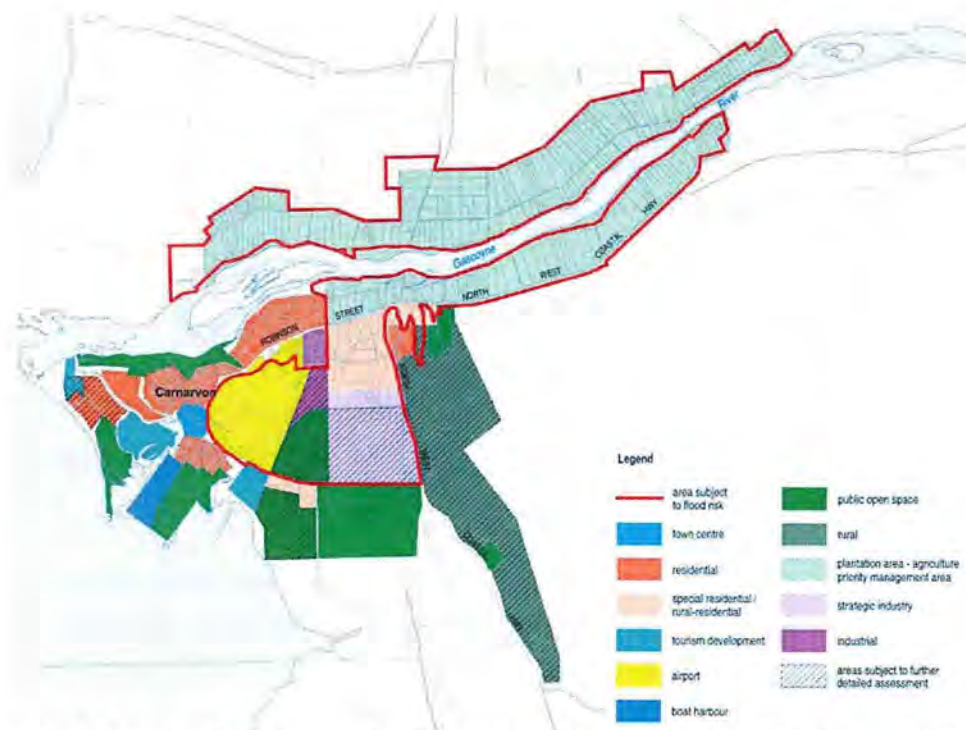 River
Gascoyne
HWY
COASTAL
WEST
NORTH
STREET
ROBINSON
Carnarvon
Legend
area subject
to flood risk
town centre
residential
special residential /
rural-residential
tourism development
airport
boat harbour
public open space
rural
plantation area - agriculture
priority management area
strategic industry
industrial
areas subject to further
detailed assessment